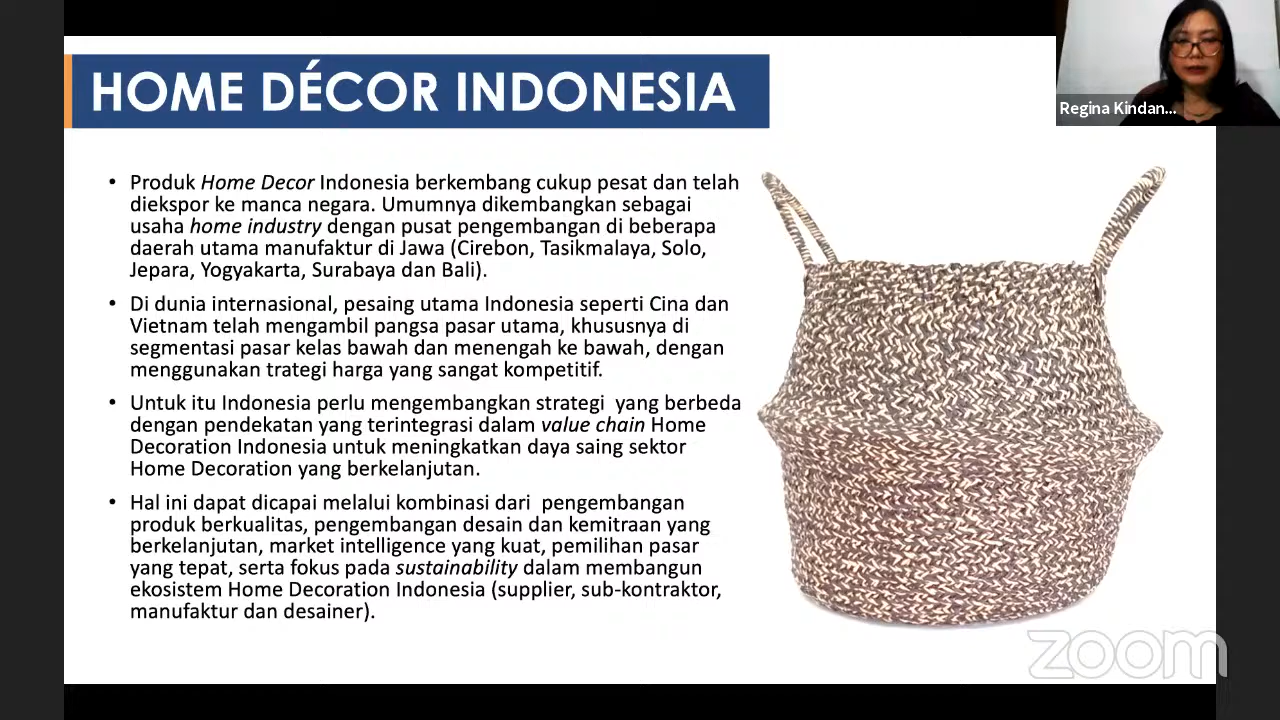 HOME DÉCOR INDONESIA
Regina Kindan...
• Produk Home Decor Indonesia berkembang cukup pesat dan telah
diekspor ke manca negara. Umumnya dikembangkan sebagai
usaha home industry dengan pusat pengembangan di beberapa
daerah utama manufaktur di Jawa (Cirebon, Tasikmalaya, Solo,
Jepara, Yogyakarta, Surabaya dan Bali).
• Di dunia internasional, pesaing utama Indonesia seperti Cina dan
Vietnam telah mengambil pangsa pasar utama, khususnya di
segmentasi pasar kelas bawah dan menengah ke bawah, dengan
menggunakan trategi harga yang sangat kompetitif.
• Untuk itu Indonesia perlu mengembangkan strategi  yang berbeda
dengan pendekatan yang terintegrasi dalam value chain Home
Decoration Indonesia untuk meningkatkan daya saing sektor
Home Decoration yang berkelanjutan.
• Hal ini dapat dicapai melalui kombinasi dari  pengembangan
produk berkualitas, pengembangan desain dan kemitraan yang
berkelanjutan, market intelligence yang kuat, pemilihan pasar
yang tepat, serta fokus pada sustainability dalam membangun
ekosistem Home Decoration Indonesia (supplier, sub-kontraktor,
manufaktur dan desainer).
zoom